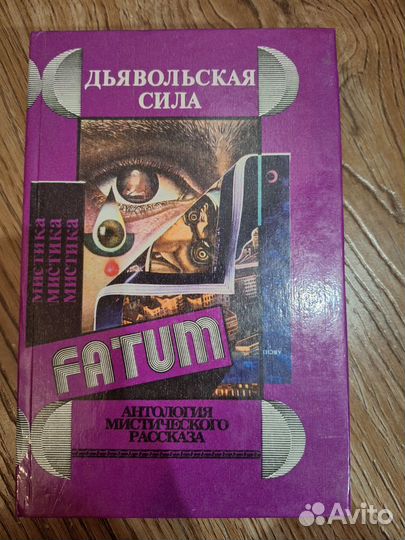 ДЬЯВОЛЬСКАЯ
СИЛА
МИСТИКА
МИСТИКА
МИСТИКА
FATUM
АНТОЛОГИЯ
МИСТИЧЕСКОГО
РАССКАЗА
Avito